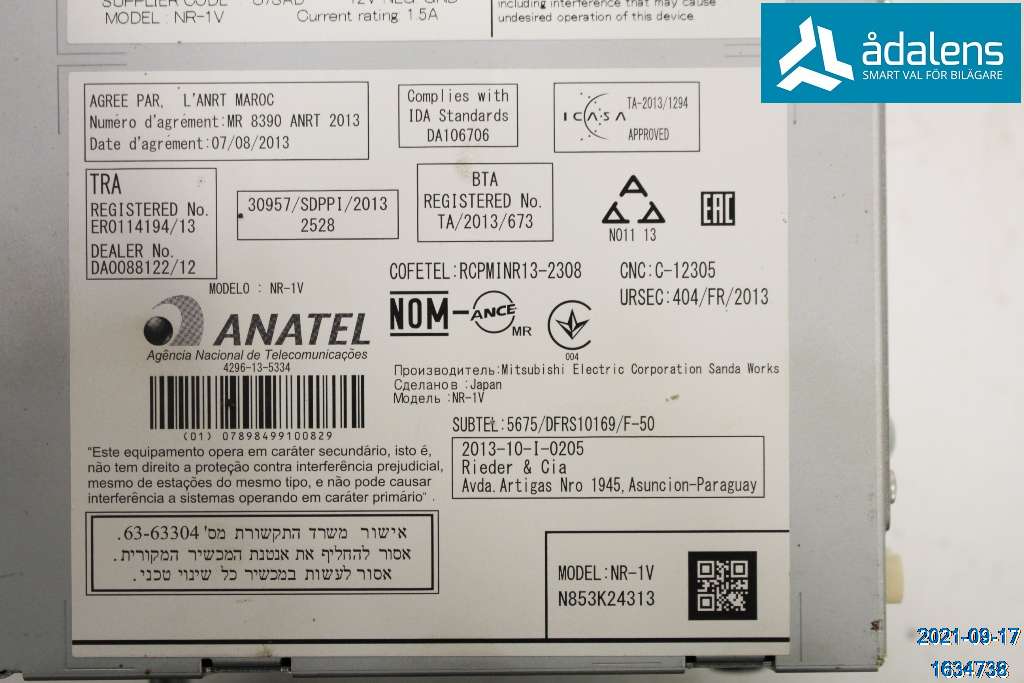 MODEL : NR-1V
12V NEG GND
Current rating 1.5A
including interference that may cause
undesired operation of this device.
ådalens
SMART VAL FÖR BILÄGARE
AGREE PAR, L'ANRT MAROC
Numéro d'agrément:MR 8390 ANRT 2013
Date d'agrément:07/08/2013
Complies with
IDA Standards
DA106706
ICASA
TA-2013/1294
APPROVED
TRA
REGISTERED No.
ER0114194/13
DEALER No.
DA0088122/12
30957/SDPPI/2013
2528
BTA
REGISTERED No.
TA/2013/673
N011 13
EAC
COFETEL:RCPMINR13-2308
CNC:C-12305
URSEC:404/FR/2013
MODELO : NR-1V
ANATEL
Agência Nacional de Telecomunicações
4296-13-5334
(01) 07898499100829
NOM-ANCE
MR
004
Производитель:Mitsubishi Electric Corporation Sanda Works
Сделанов :Japan
Модель :NR-1V
SUBTEL:5675/DFRS10169/F-50
2013-10-I-0205
Rieder & Cia
Avda.Artigas Nro 1945,Asuncion-Paraguay
"Este equipamento opera em caráter secundário, isto é,
não tem direito a proteção contra interferência prejudicial,
mesmo de estações do mesmo tipo, e não pode causar
interferência a sistemas operando em caráter primário" .
אישור משרד התקשורת מס' 63-63304.
אסור להחליף את אנטנת המכשיר המקורית.
אסור לעשות במכשיר כל שינוי טכני.
MODEL:NR-1V
N853K24313
2021-09-17
1634738